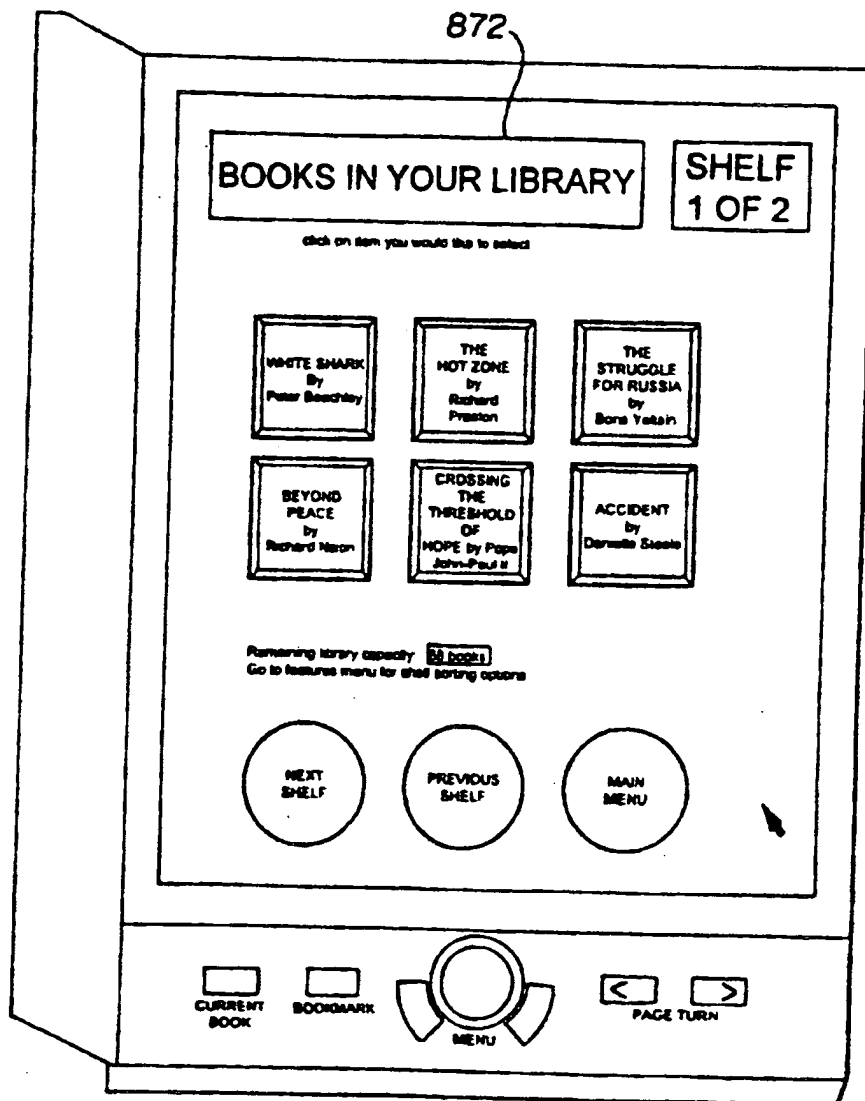 872
BOOKS IN YOUR LIBRARY
SHELF
1 OF 2
click on item you would like to select
WHITE SHARK
By
Peter Benchley
THE
HOT ZONE
by
Richard
Preston
THE
STRUGGLE
FOR RUSSIA
by
Boris Yeltsin
BEYOND
PEACE
by
Richard Nixon
CROSSING
THE
THRESHOLD
OF
HOPE by Pope
John-Paul II
ACCIDENT
by
Danielle Steele
Remaining library capacity books
Go to features menu for shelf sorting options
NEXT
SHELF
PREVIOUS
SHELF
MAIN
MENU
CURRENT
BOOK
BOOKMARK
MENU
< >
PAGE TURN